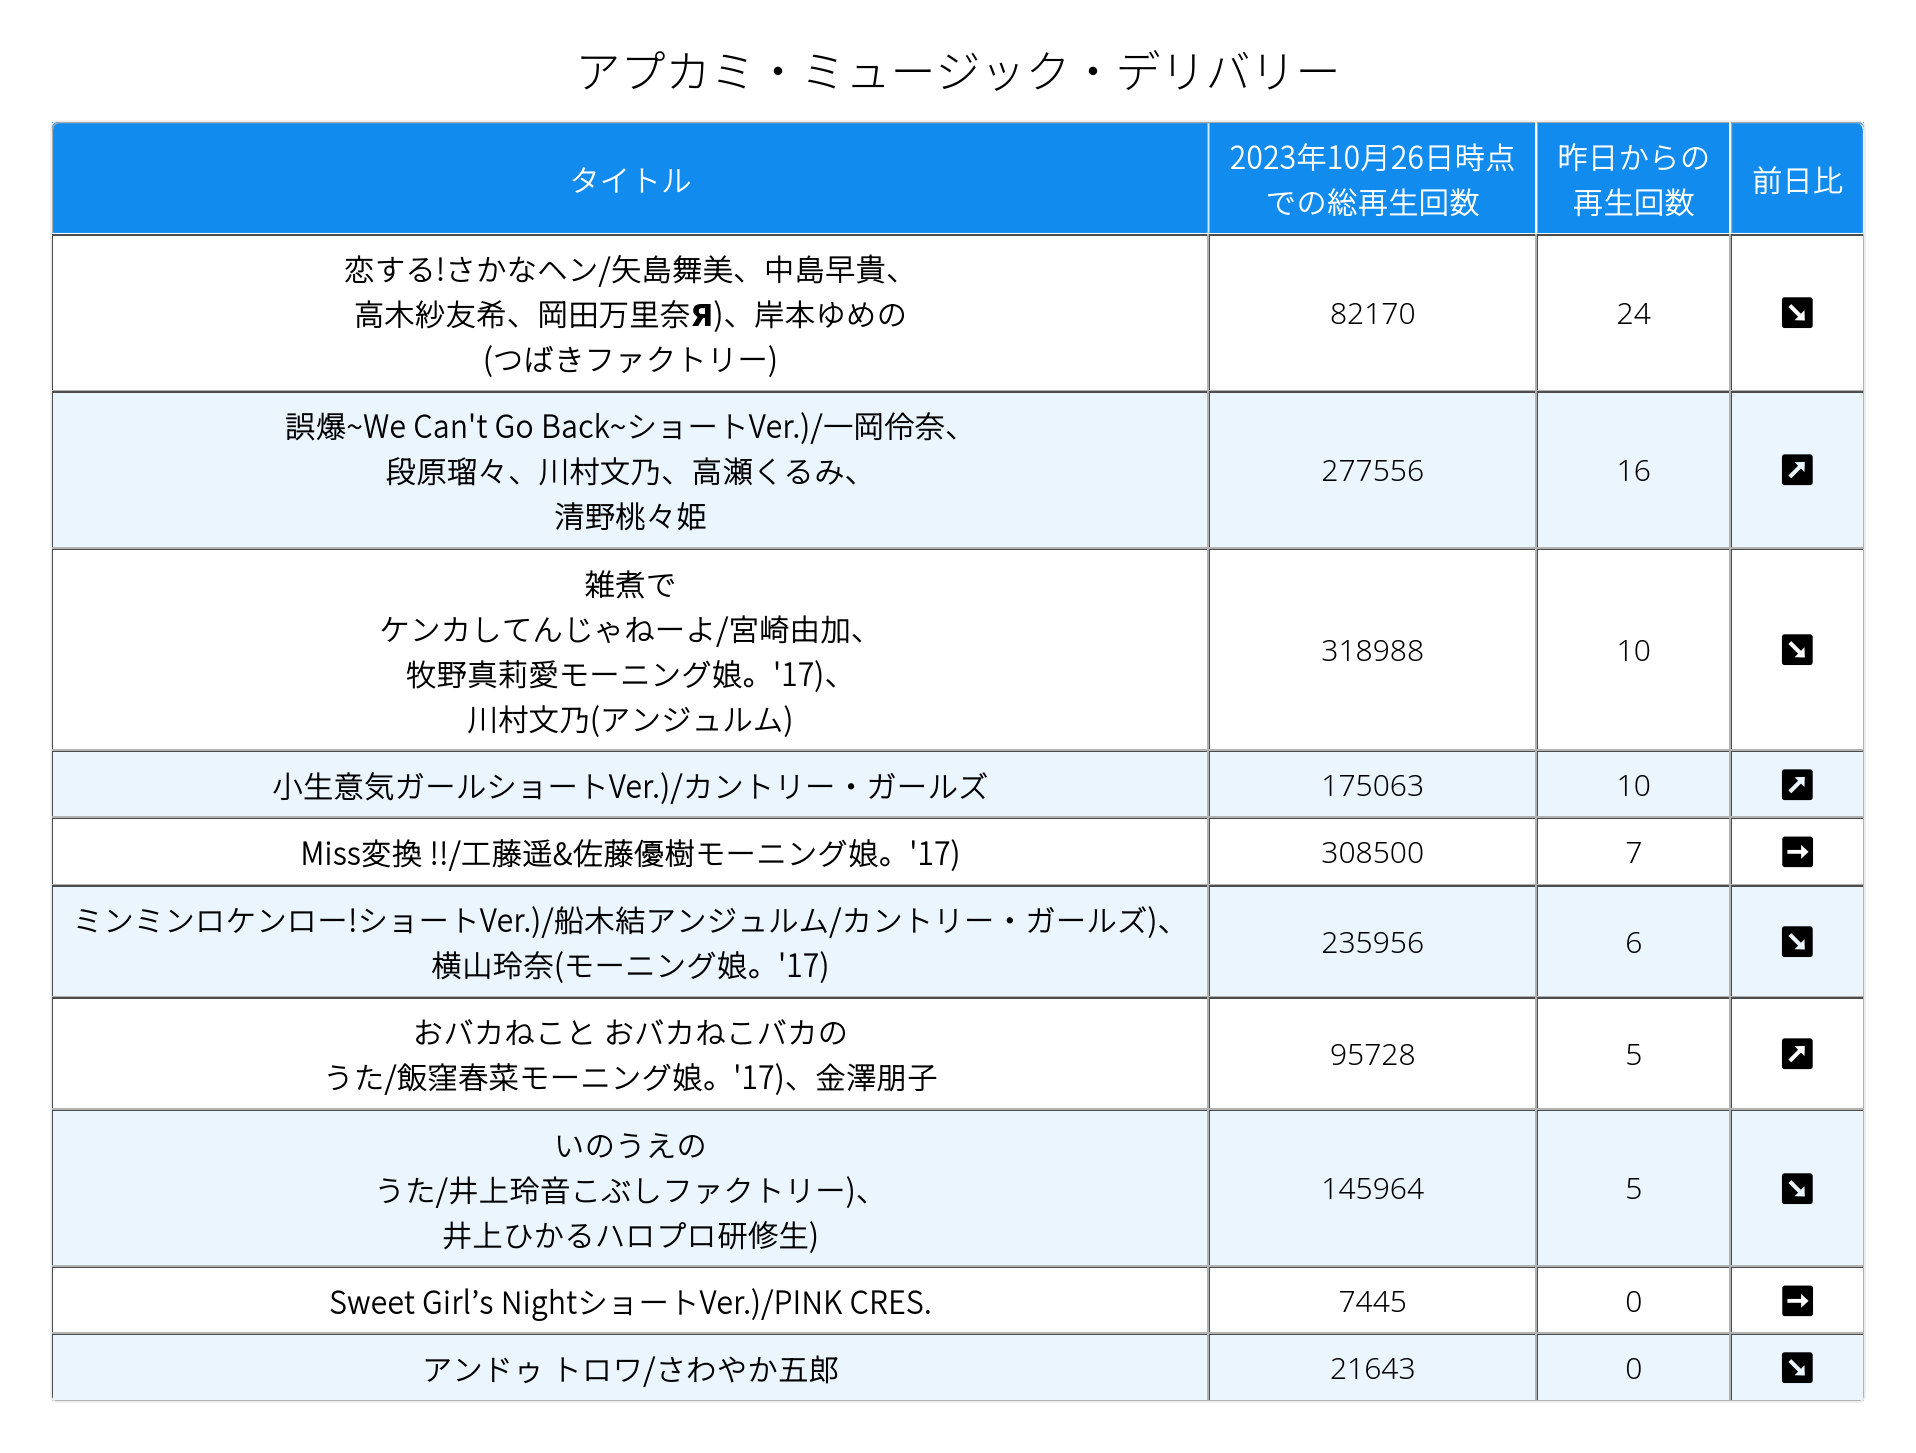 アプカミ・ミュージック・デリバリー
タイトル
2023年10月26日時点
での総再生回数
昨日からの
再生回数
前日比
恋する!さかなヘン/矢島舞美、中島早貴、
高木紗友希、岡田万里奈Я)、岸本ゆめの
(つばきファクトリー)
82170
24
誤爆~We Can't Go Back~ショートVer.)/一岡伶奈、
段原瑠々、川村文乃、高瀬くるみ、
清野桃々姫
277556
16
雑煮で
ケンカしてんじゃねーよ/宮崎由加、
牧野真莉愛モーニング娘。'17)、
川村文乃(アンジュルム)
318988
10
小生意気ガールショートVer.)/カントリー・ガールズ
175063
10
Miss変換 !!/工藤遥&佐藤優樹モーニング娘。'17)
308500
7
ミンミンロケンロー!ショートVer.)/船木結アンジュルム/カントリー・ガールズ)、
横山玲奈(モーニング娘。'17)
235956
6
おバカねこと おバカねこバカの
うた/飯窪春菜モーニング娘。'17)、金澤朋子
95728
5
いのうえの
うた/井上玲音こぶしファクトリー)、
井上ひかるハロプロ研修生)
145964
5
Sweet Girl’s NightショートVer.)/PINK CRES.
7445
0
アンドゥ トロワ/さわやか五郎
21643
0